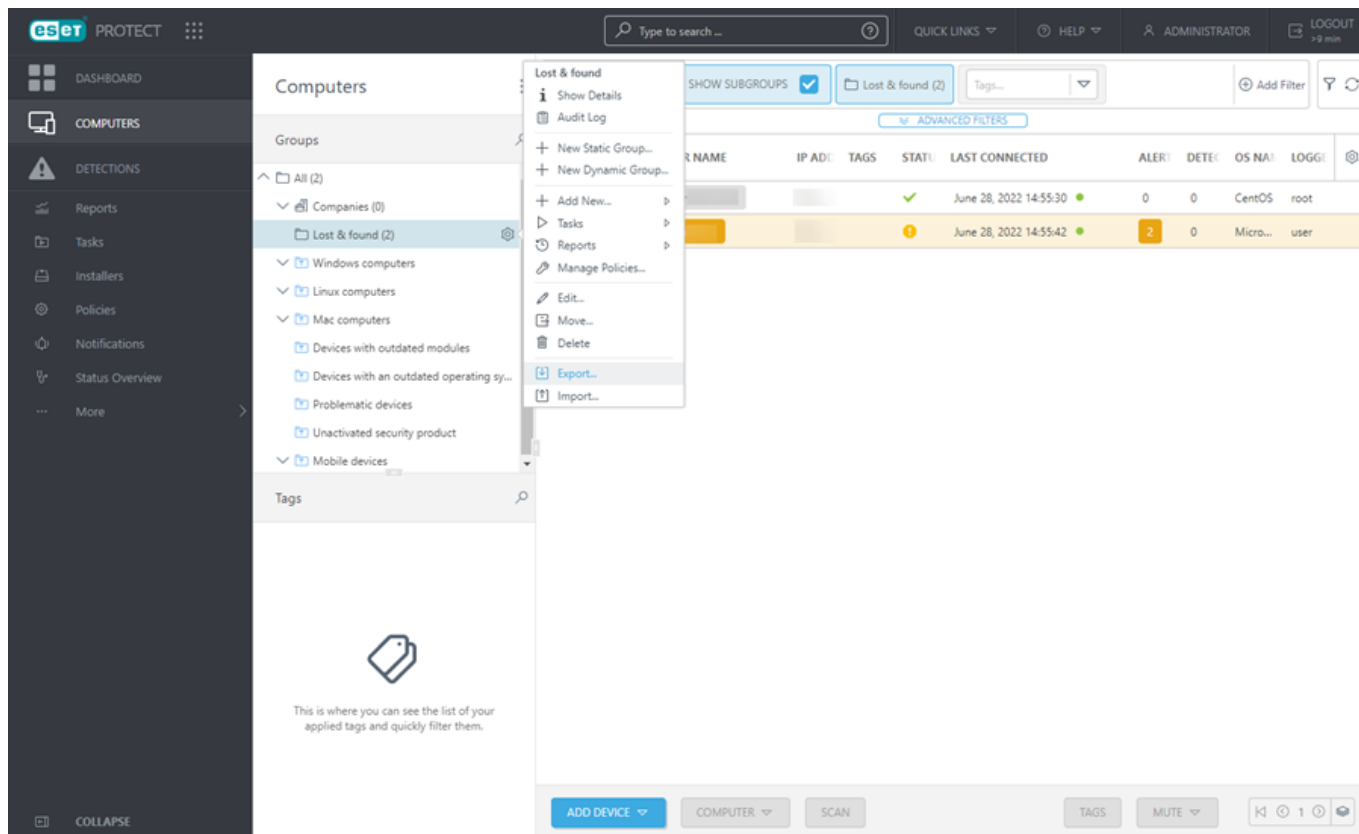 eset PROTECT
Type to search ...
QUICK LINKS
HELP
ADMINISTRATOR
LOGOUT
>9 min
DASHBOARD
COMPUTERS
DETECTIONS
Reports
Tasks
Installers
Policies
Notifications
Status Overview
More
COLLAPSE
Computers
Groups
All (2)
Companies (0)
Lost & found (2)
Windows computers
Linux computers
Mac computers
Devices with outdated modules
Devices with an outdated operating sy...
Problematic devices
Unactivated security product
Mobile devices
Tags
This is where you can see the list of your
applied tags and quickly filter them.
Lost & found
Show Details
Audit Log
New Static Group...
New Dynamic Group...
Add New...
Tasks
Reports
Manage Policies...
Edit...
Move...
Delete
Export...
Import...
SHOW SUBGROUPS Lost & found (2) Tags... Add Filter
ADVANCED FILTERS
R NAME IP ADD TAGS STATU LAST CONNECTED ALERT DETEC OS NAM LOGGE
June 28, 2022 14:55:30 0 0 CentOS root
June 28, 2022 14:55:42 2 0 Micro... user
ADD DEVICE COMPUTER SCAN TAGS MUTE 1